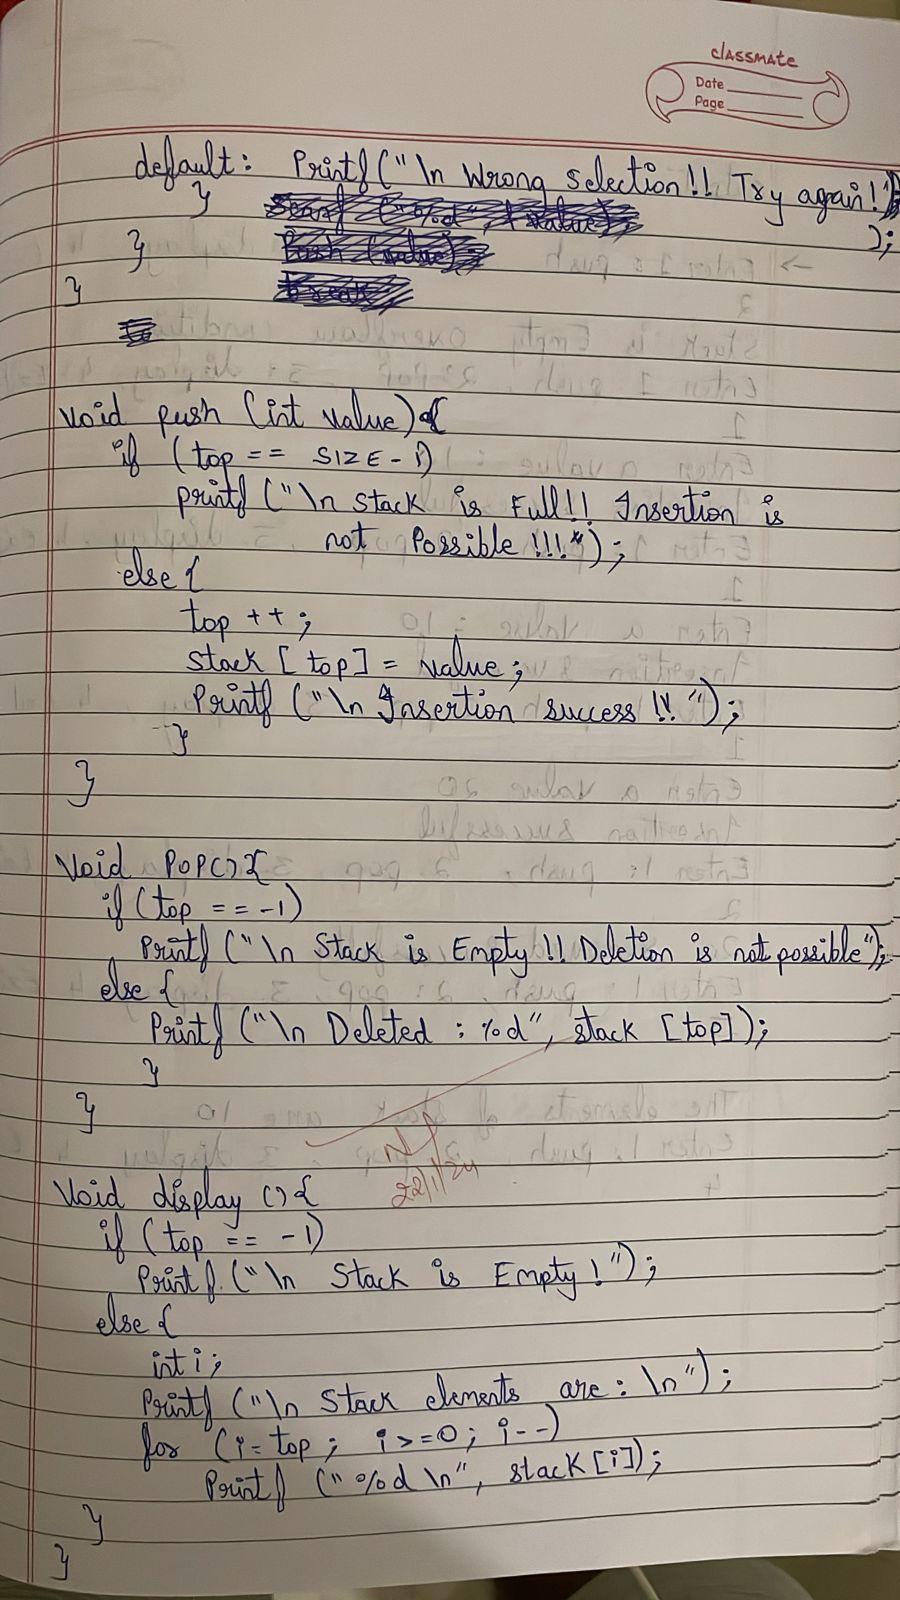 classmate
Date
Page
default: Printf("\n Wrong Selection!! Try again!"
);
}
}
}
void push (int value) {
if (top == SIZE - 1)
printf ("\n Stack is Full!! Insertion is
not Possible !!!");
else {
top ++ ;
stack [top] = value ;
Printf ("\n Insertion success !!! ");
}
}
Void POP() {
if (top == -1)
Printf ("\n Stack is Empty !! Deletion is not possible");
else {
Printf ("\n Deleted : %d", stack [top]);
}
}
22/1/24
Void display () {
if (top == -1)
Printf ("\n Stack is Empty !");
else {
int i ;
Printf ("\n Stack elements are : \n");
for (i = top ; i >= 0 ; i--)
Printf ("%d \n", stack [i]);
}
}